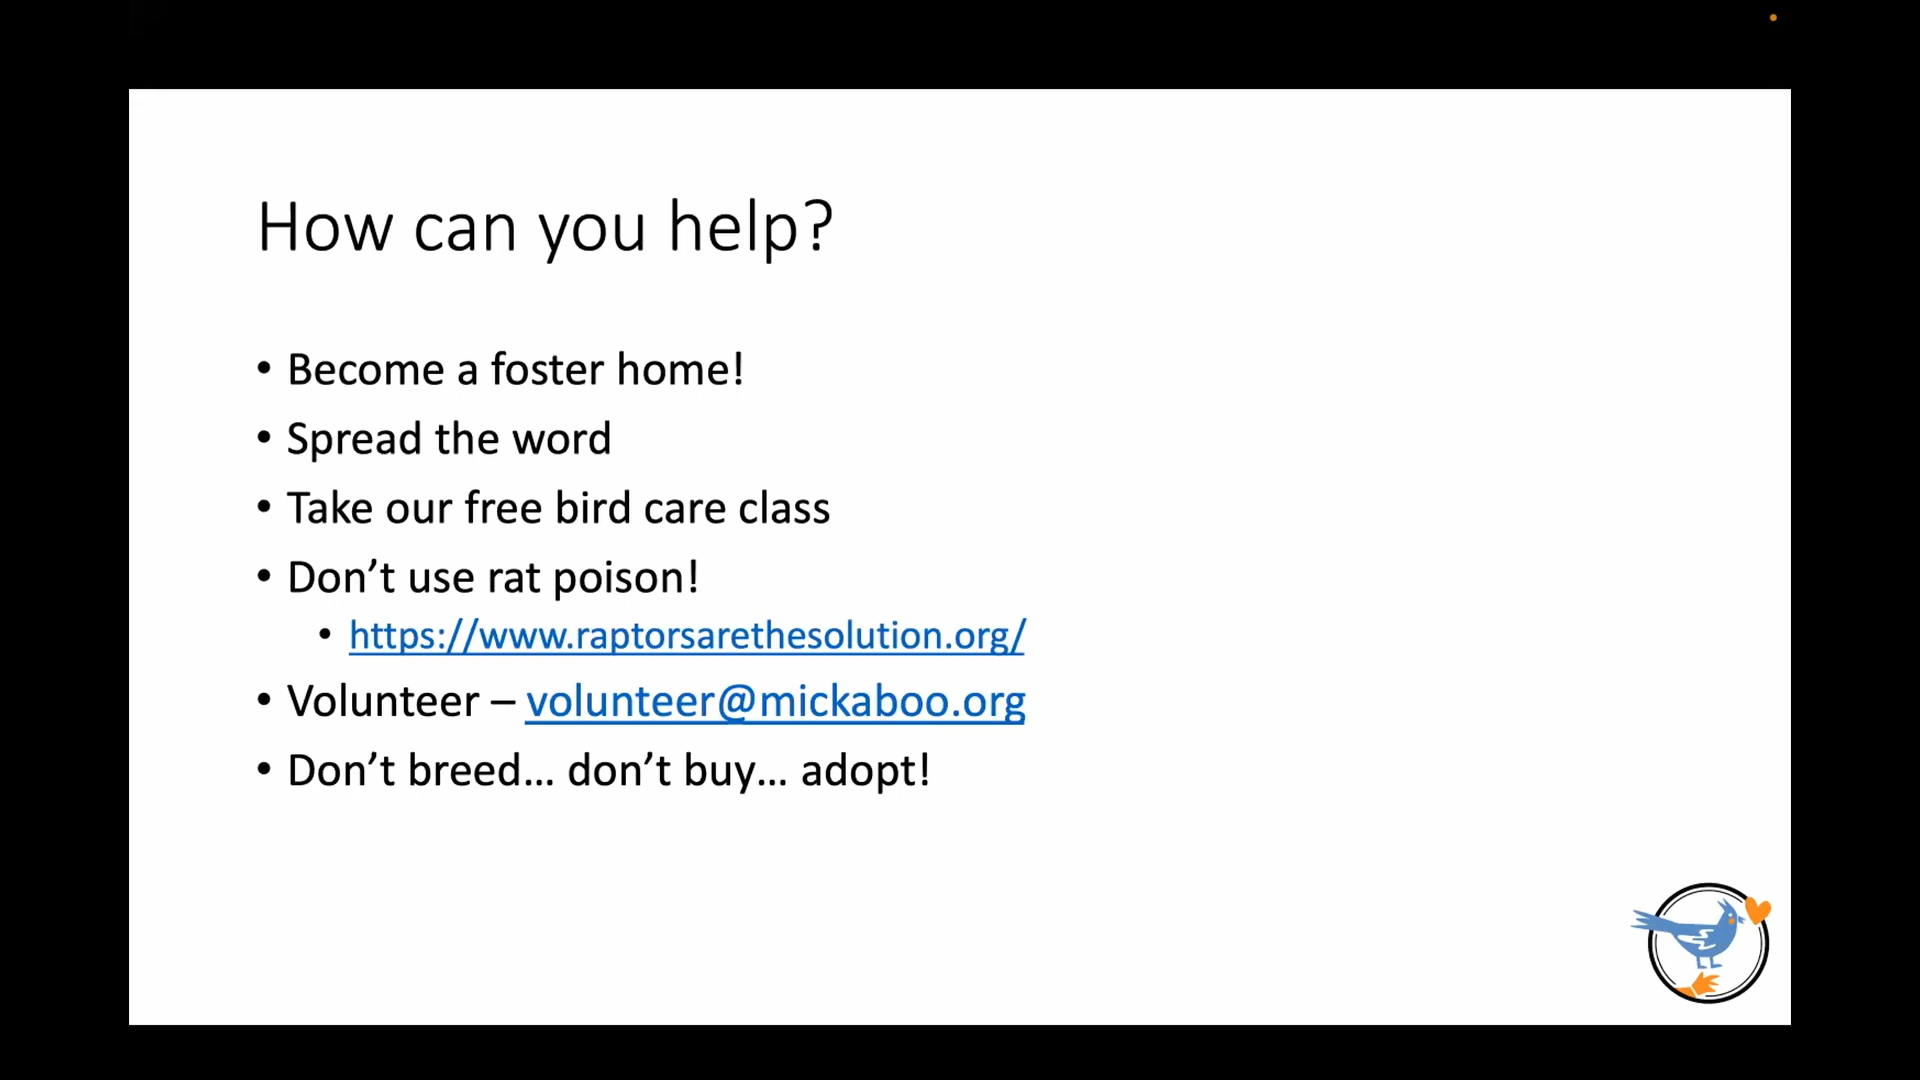 How can you help?
• Become a foster home!
• Spread the word
• Take our free bird care class
• Don’t use rat poison!
• https://www.raptorsarethesolution.org/
• Volunteer – volunteer@mickaboo.org
• Don’t breed… don’t buy… adopt!